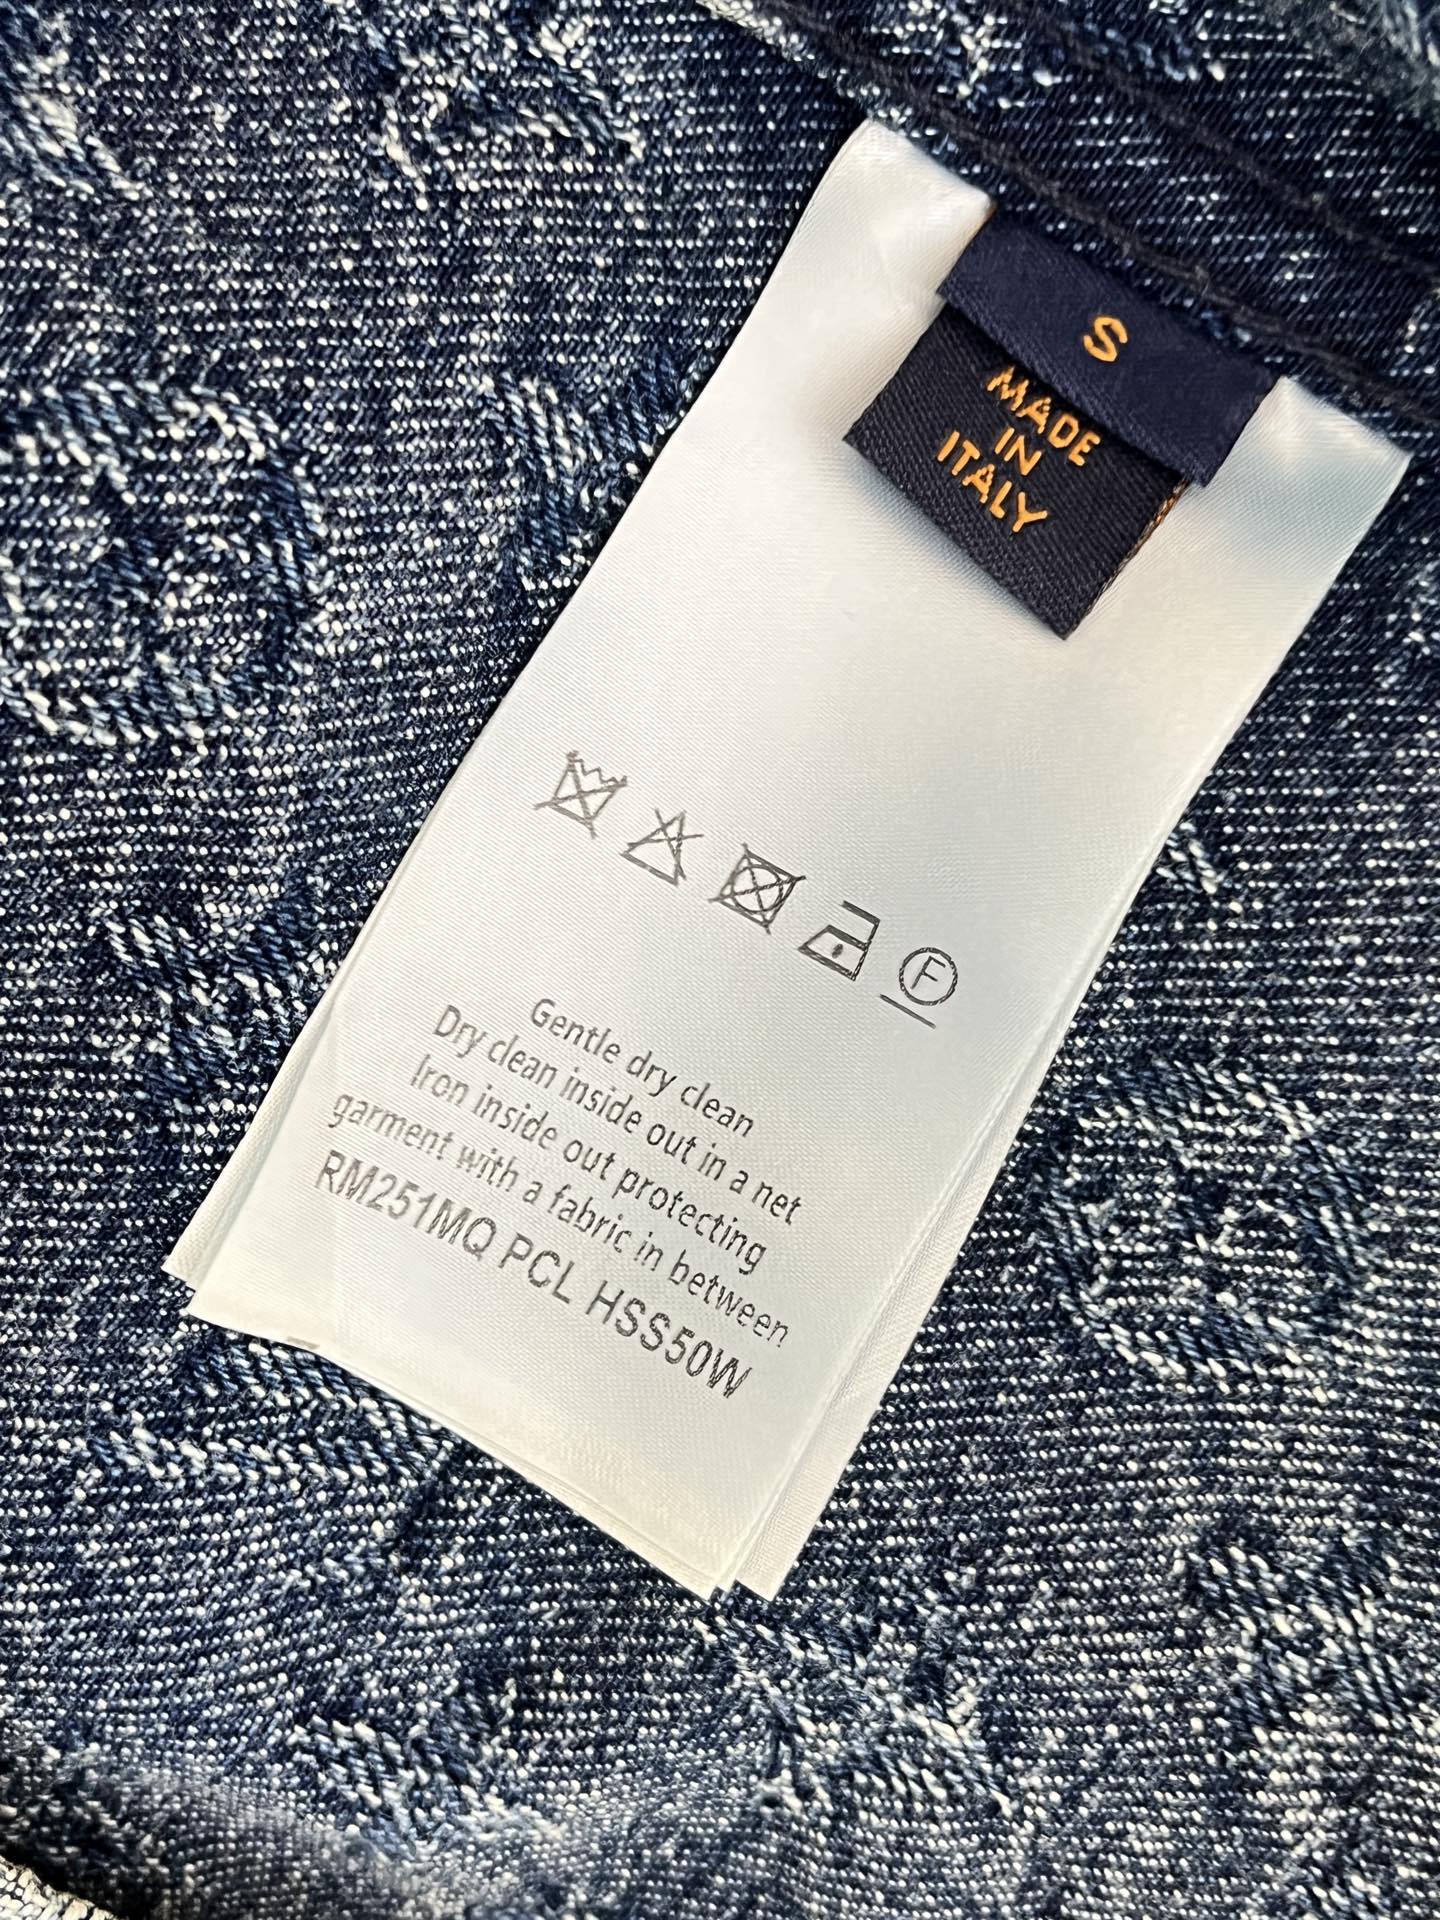 S
MADE
IN
ITALY
F
Gentle dry clean
Dry clean inside out in a net
Iron inside out protecting
garment with a fabric in between
RM251MQ PCL HSS50W